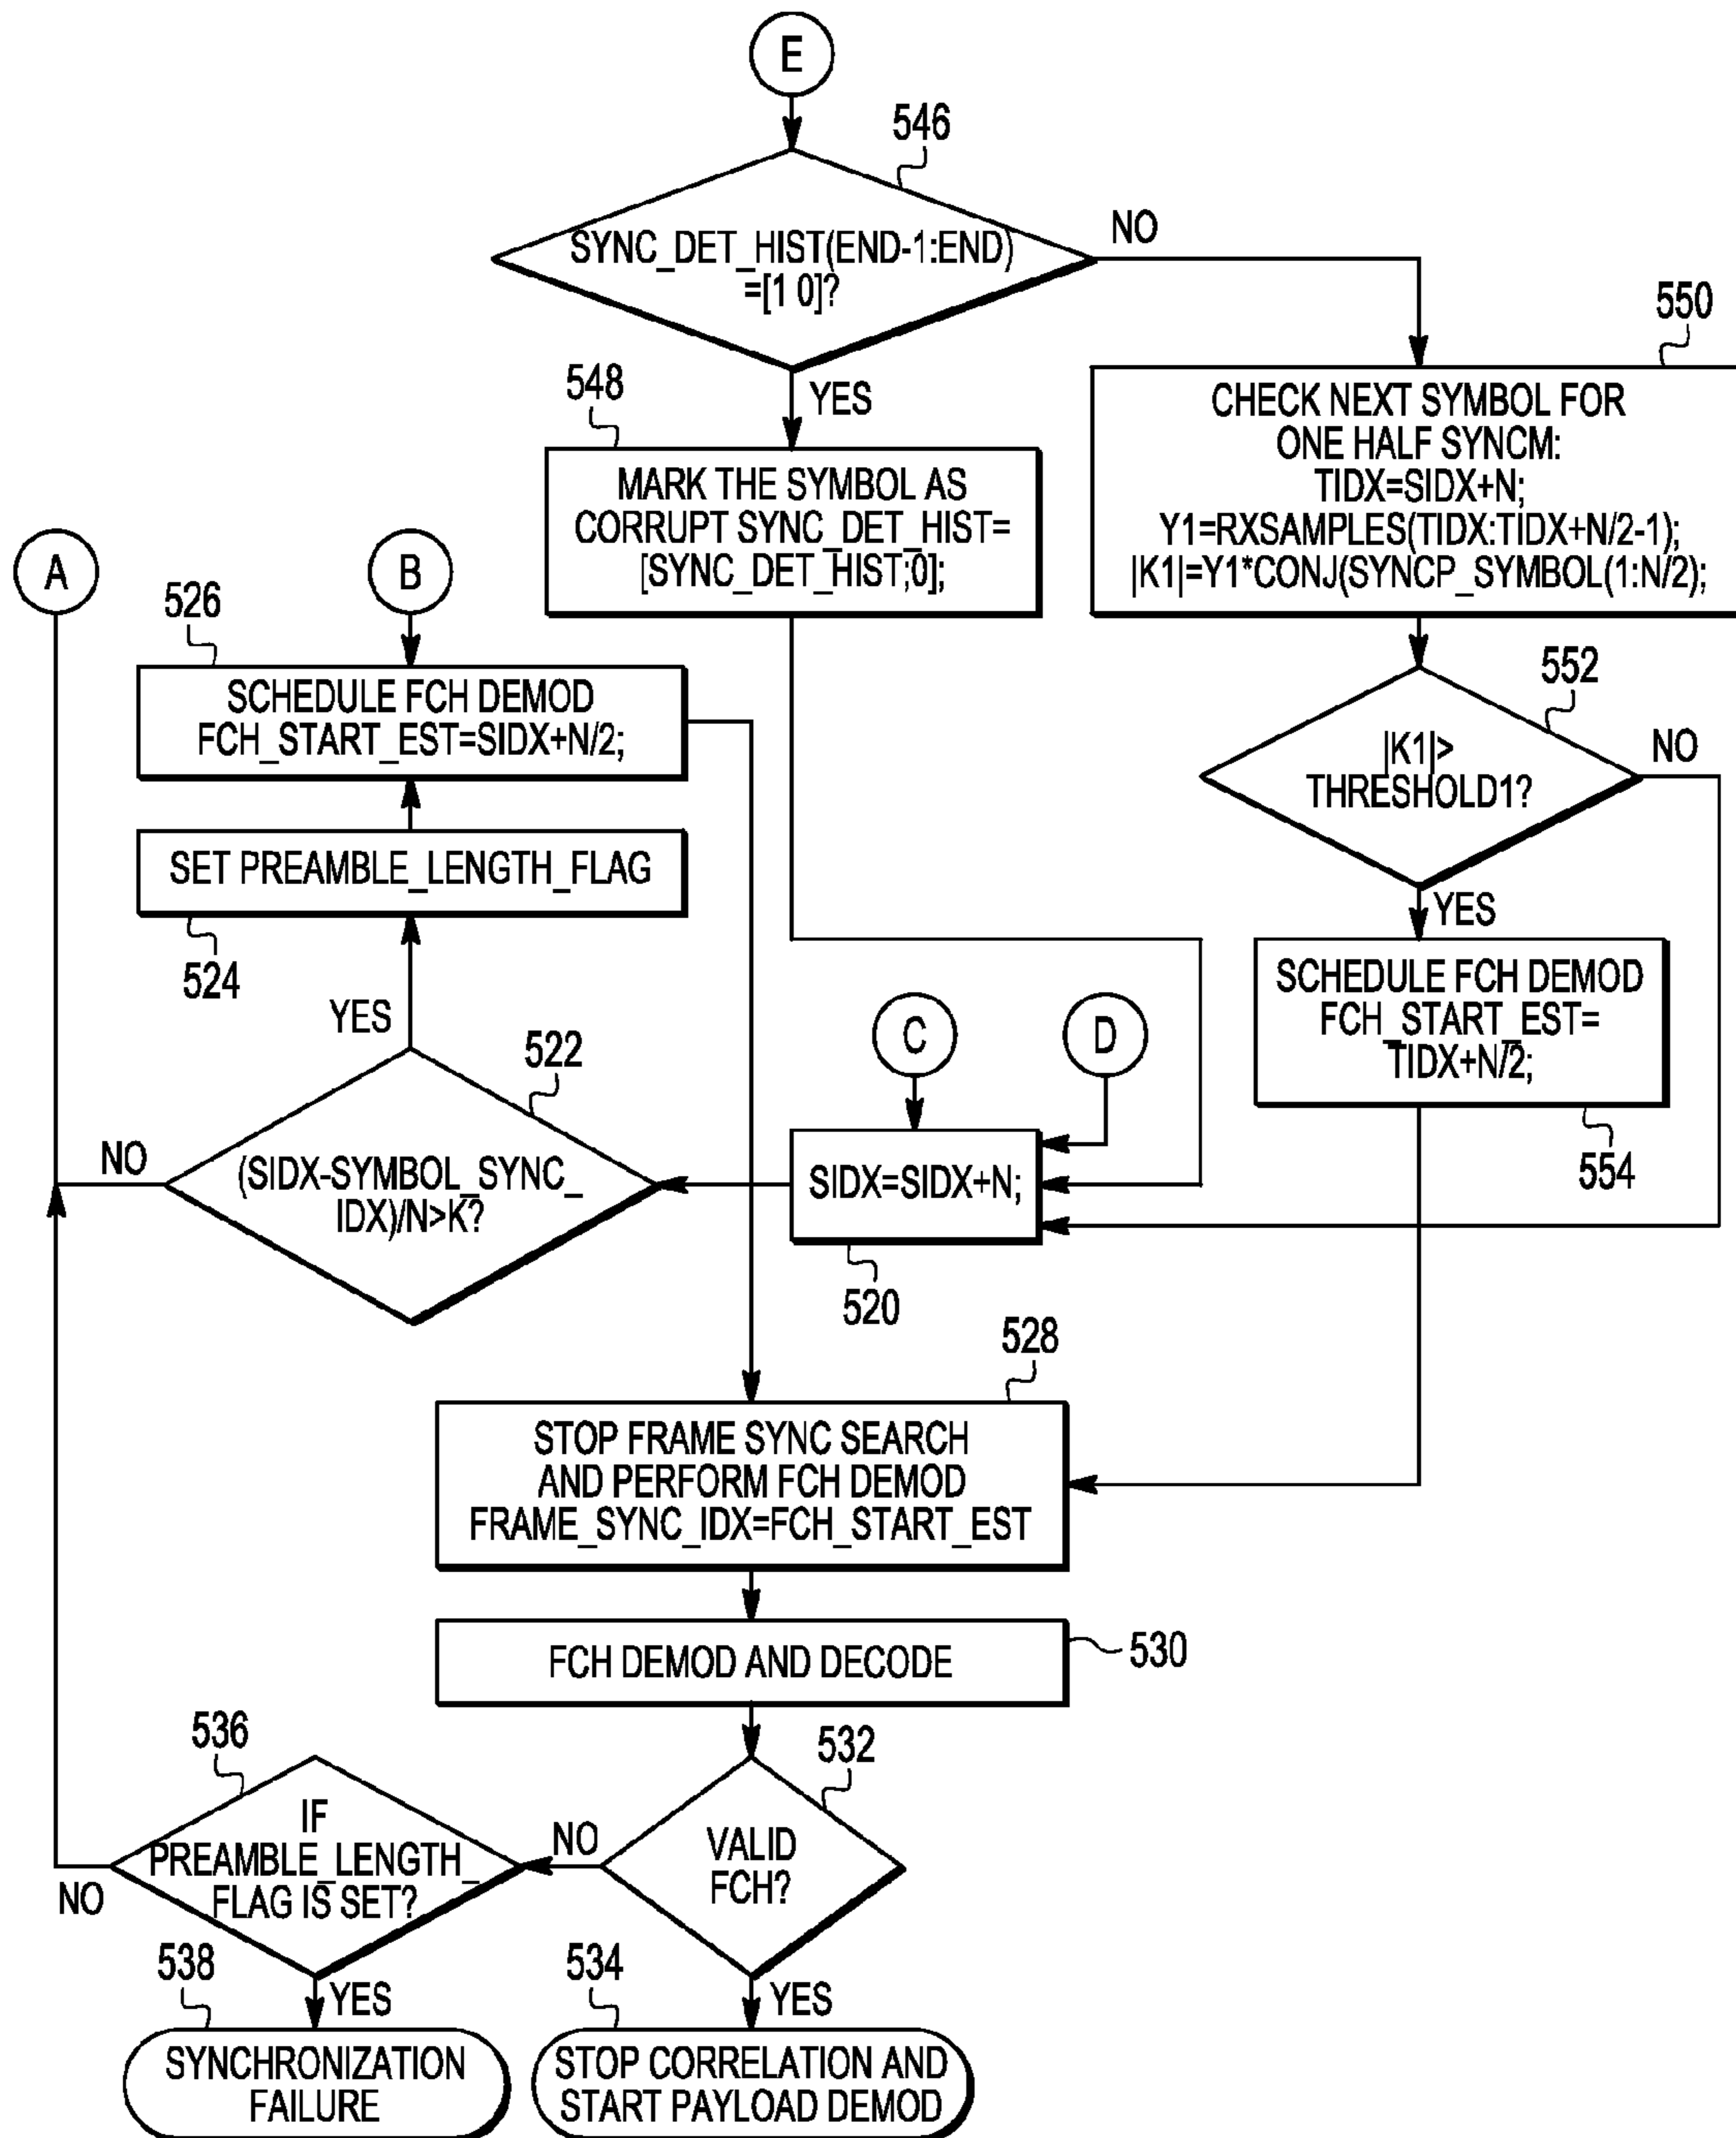 E
546
SYNC_DET_HIST(END-1:END)
=[1 0]?
NO
YES
550
CHECK NEXT SYMBOL FOR
ONE HALF SYNCM:
TIDX=SIDX+N;
Y1=RXSAMPLES(TIDX:TIDX+N/2-1);
|K1|=Y1*CONJ(SYNCP_SYMBOL(1:N/2);
548
MARK THE SYMBOL AS
CORRUPT SYNC_DET_HIST=
[SYNC_DET_HIST;0];
A
B
526
SCHEDULE FCH DEMOD
FCH_START_EST=SIDX+N/2;
552
|K1|>
THRESHOLD1?
NO
YES
SET PREAMBLE_LENGTH_FLAG
524
YES
SCHEDULE FCH DEMOD
FCH_START_EST=
TIDX+N/2;
554
522
(SIDX-SYMBOL_SYNC_
IDX)/N>K?
NO
C
D
SIDX=SIDX+N;
520
528
STOP FRAME SYNC SEARCH
AND PERFORM FCH DEMOD
FRAME_SYNC_IDX=FCH_START_EST
FCH DEMOD AND DECODE
530
532
VALID
FCH?
NO
YES
536
IF
PREAMBLE_LENGTH_
FLAG IS SET?
NO
YES
538
SYNCHRONIZATION
FAILURE
534
STOP CORRELATION AND
START PAYLOAD DEMOD